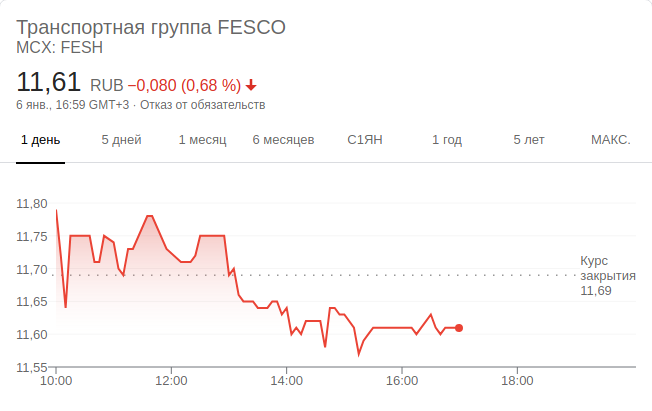 Транспортная группа FESCO
MCX: FESH
11,61 RUB −0,080 (0,68 %)
6 янв., 16:59 GMT+3 · Отказ от обязательств
1 день 5 дней 1 месяц 6 месяцев С1ЯН 1 год 5 лет МАКС.
11,80
11,75
11,70
11,65
11,60
11,55
Курс
закрытия
11,69
10:00 12:00 14:00 16:00 18:00